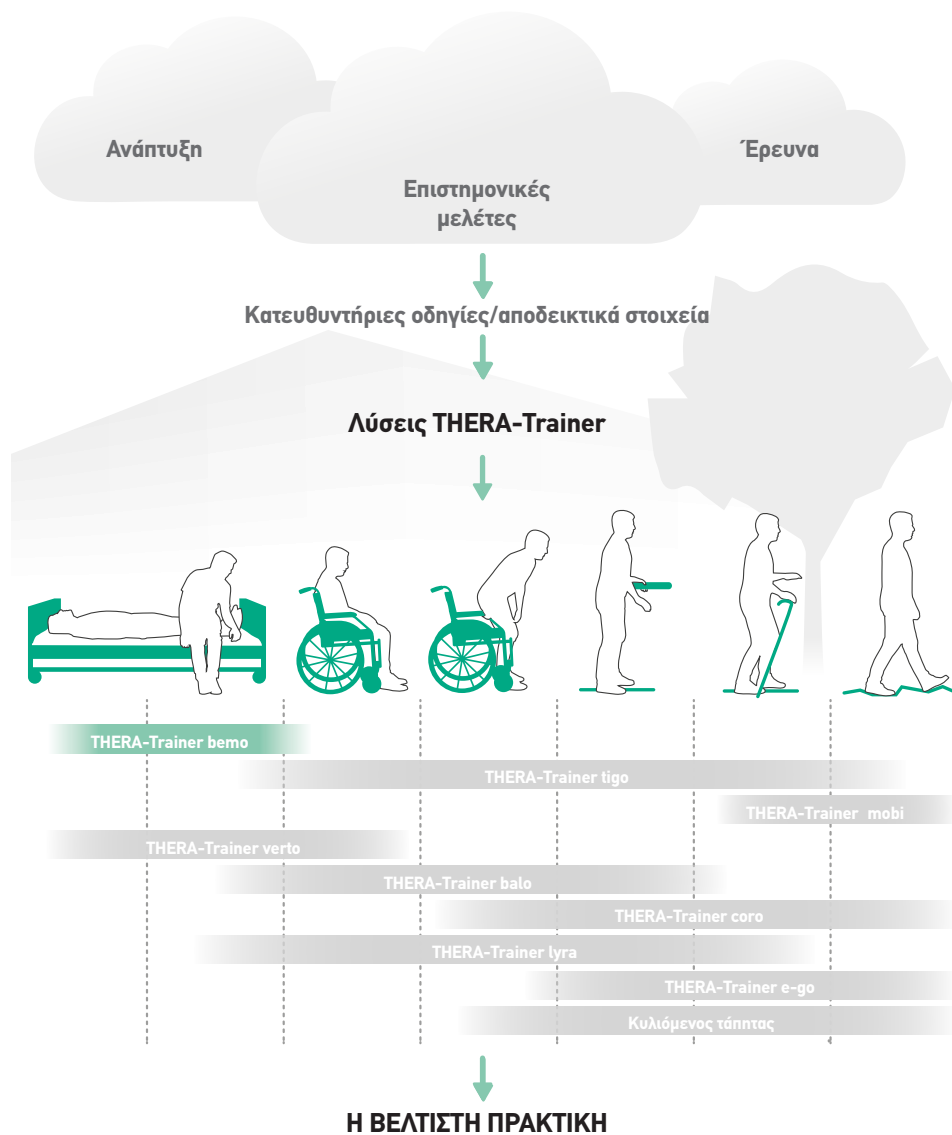 Ανάπτυξη
Έρευνα
Επιστημονικές
μελέτες
Κατευθυντήριες οδηγίες/αποδεικτικά στοιχεία
Λύσεις THERA-Trainer
THERA-Trainer bemo
THERA-Trainer tigo
THERA-Trainer mobi
THERA-Trainer verto
THERA-Trainer balo
THERA-Trainer coro
THERA-Trainer lyra
THERA-Trainer e-go
Κυλιόμενος τάπητας
Η ΒΕΛΤΙΣΤΗ ΠΡΑΚΤΙΚΗ